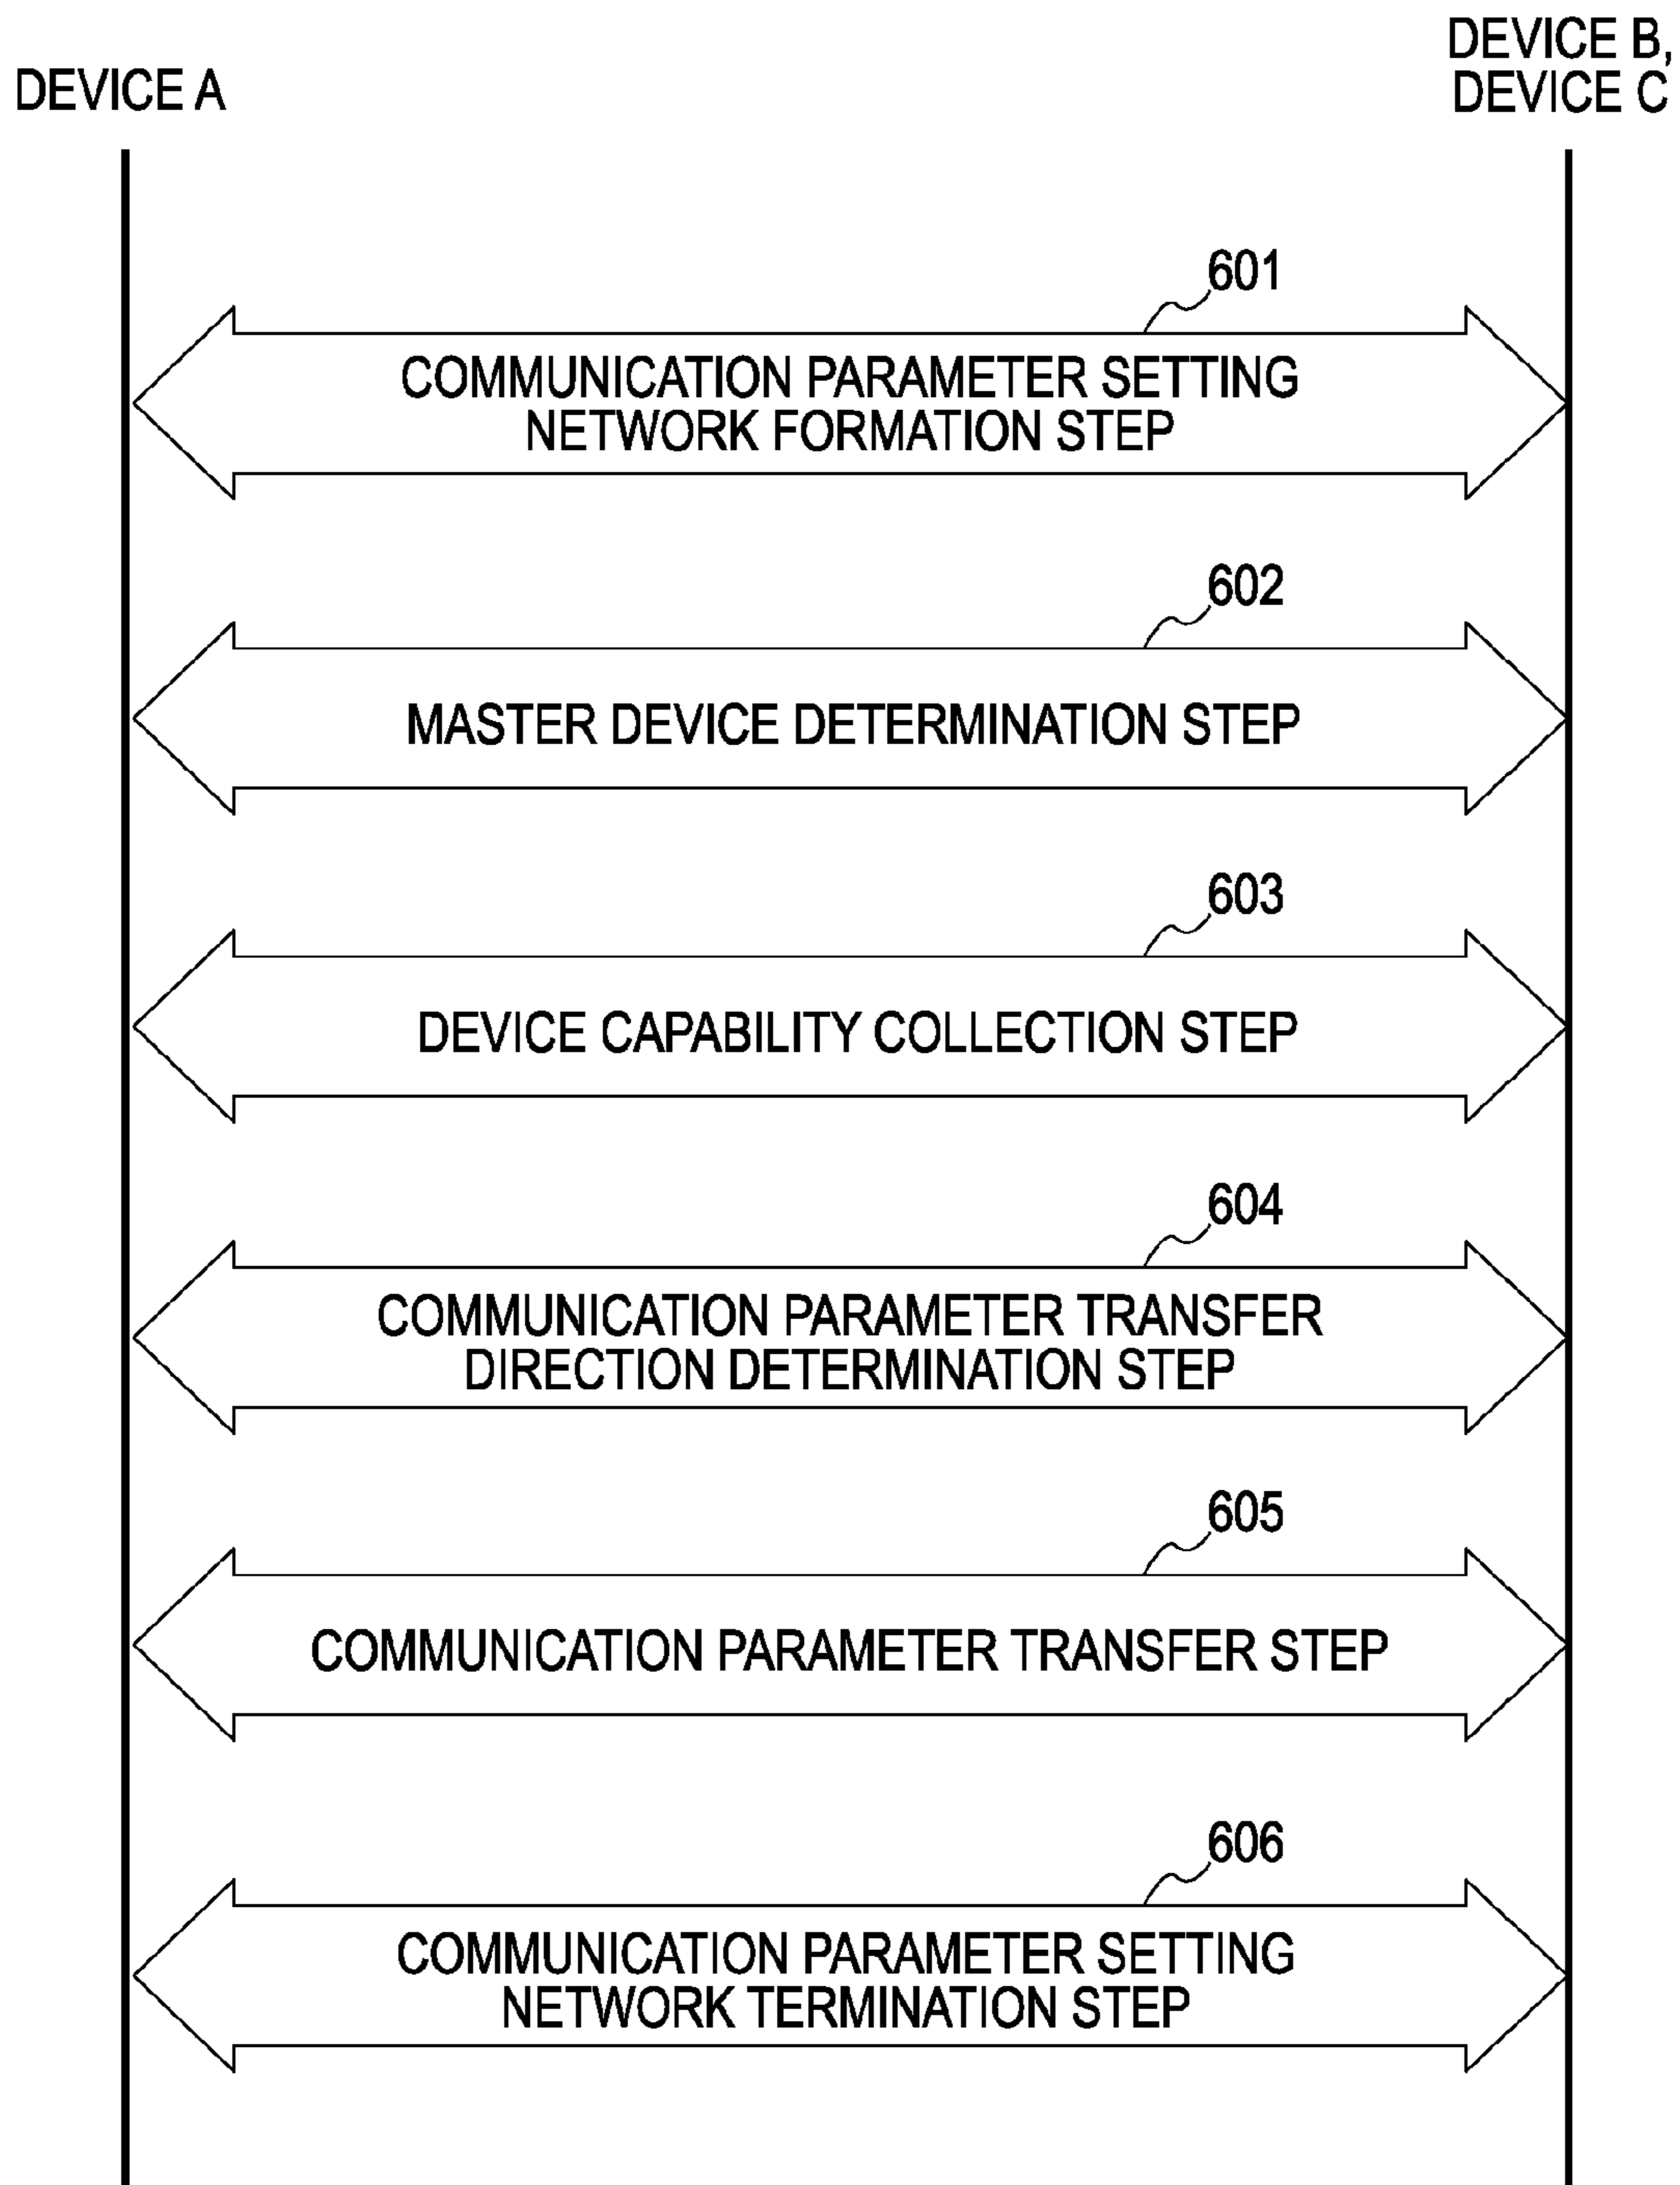 DEVICE A
DEVICE B,
DEVICE C
601
COMMUNICATION PARAMETER SETTING
NETWORK FORMATION STEP
602
MASTER DEVICE DETERMINATION STEP
603
DEVICE CAPABILITY COLLECTION STEP
604
COMMUNICATION PARAMETER TRANSFER
DIRECTION DETERMINATION STEP
605
COMMUNICATION PARAMETER TRANSFER STEP
606
COMMUNICATION PARAMETER SETTING
NETWORK TERMINATION STEP